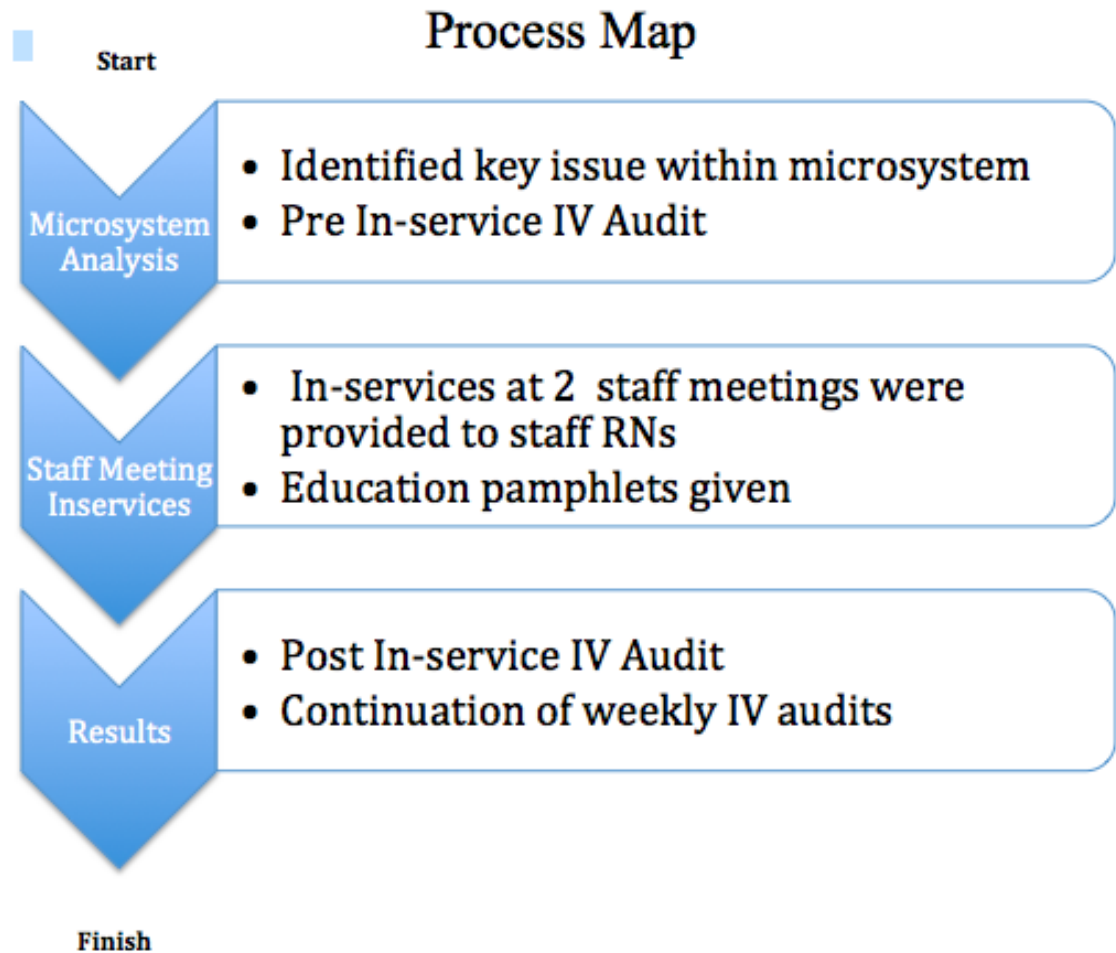 Process Map
Start
Microsystem
Analysis
• Identified key issue within microsystem
• Pre In-service IV Audit
Staff Meeting
Inservices
• In-services at 2 staff meetings were
provided to staff RNs
• Education pamphlets given
Results
• Post In-service IV Audit
• Continuation of weekly IV audits
Finish